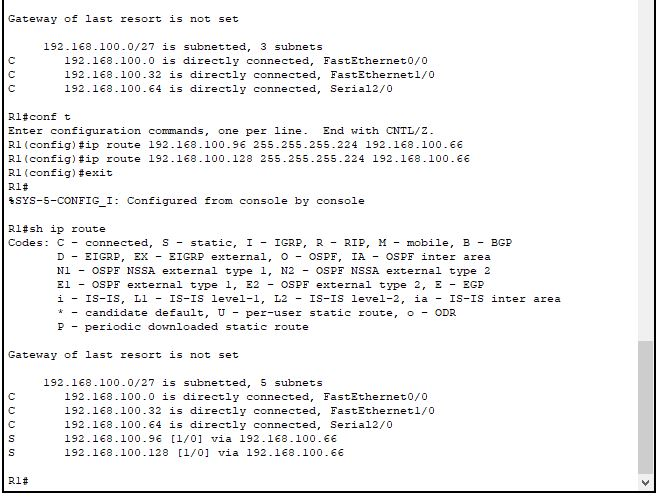 Gateway of last resort is not set
192.168.100.0/27 is subnetted, 3 subnets
C 192.168.100.0 is directly connected, FastEthernet0/0
C 192.168.100.32 is directly connected, FastEthernet1/0
C 192.168.100.64 is directly connected, Serial2/0
R1#conf t
Enter configuration commands, one per line. End with CNTL/Z.
R1(config)#ip route 192.168.100.96 255.255.255.224 192.168.100.66
R1(config)#ip route 192.168.100.128 255.255.255.224 192.168.100.66
R1(config)#exit
R1#
%SYS-5-CONFIG_I: Configured from console by console
R1#sh ip route
Codes: C - connected, S - static, I - IGRP, R - RIP, M - mobile, B - BGP
D - EIGRP, EX - EIGRP external, O - OSPF, IA - OSPF inter area
N1 - OSPF NSSA external type 1, N2 - OSPF NSSA external type 2
E1 - OSPF external type 1, E2 - OSPF external type 2, E - EGP
i - IS-IS, L1 - IS-IS level-1, L2 - IS-IS level-2, ia - IS-IS inter area
* - candidate default, U - per-user static route, o - ODR
P - periodic downloaded static route
Gateway of last resort is not set
192.168.100.0/27 is subnetted, 5 subnets
C 192.168.100.0 is directly connected, FastEthernet0/0
C 192.168.100.32 is directly connected, FastEthernet1/0
C 192.168.100.64 is directly connected, Serial2/0
S 192.168.100.96 [1/0] via 192.168.100.66
S 192.168.100.128 [1/0] via 192.168.100.66
R1#